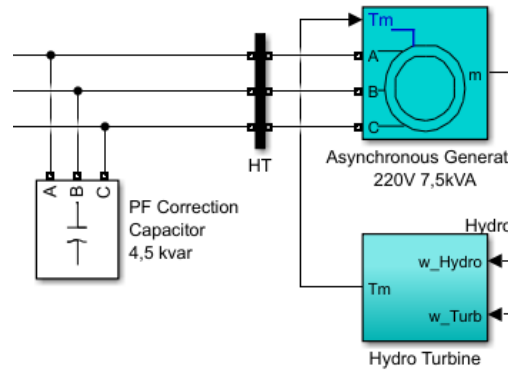 Tm
A
B
C
m
HT
Asynchronous Generat
220V 7,5kVA
A
B
C
PF Correction
Capacitor
4,5 kvar
Hydro
w_Hydro
Tm
w_Turb
Hydro Turbine